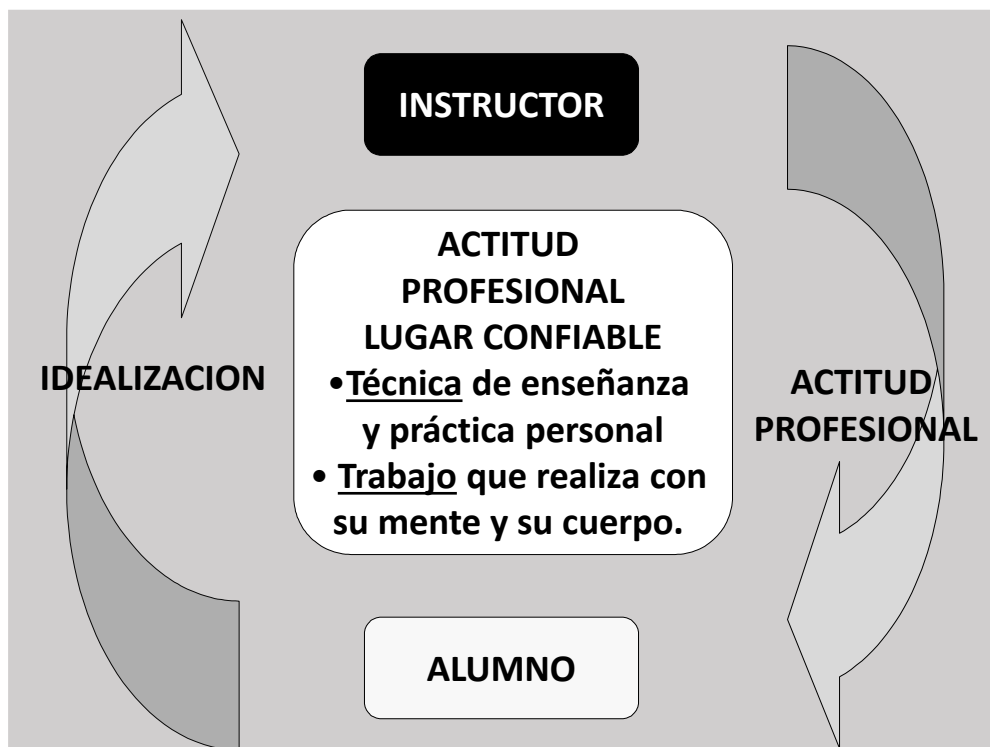 INSTRUCTOR
ACTITUD
PROFESIONAL
LUGAR CONFIABLE
•Técnica de enseñanza
y práctica personal
• Trabajo que realiza con
su mente y su cuerpo.
IDEALIZACION
ACTITUD
PROFESIONAL
ALUMNO